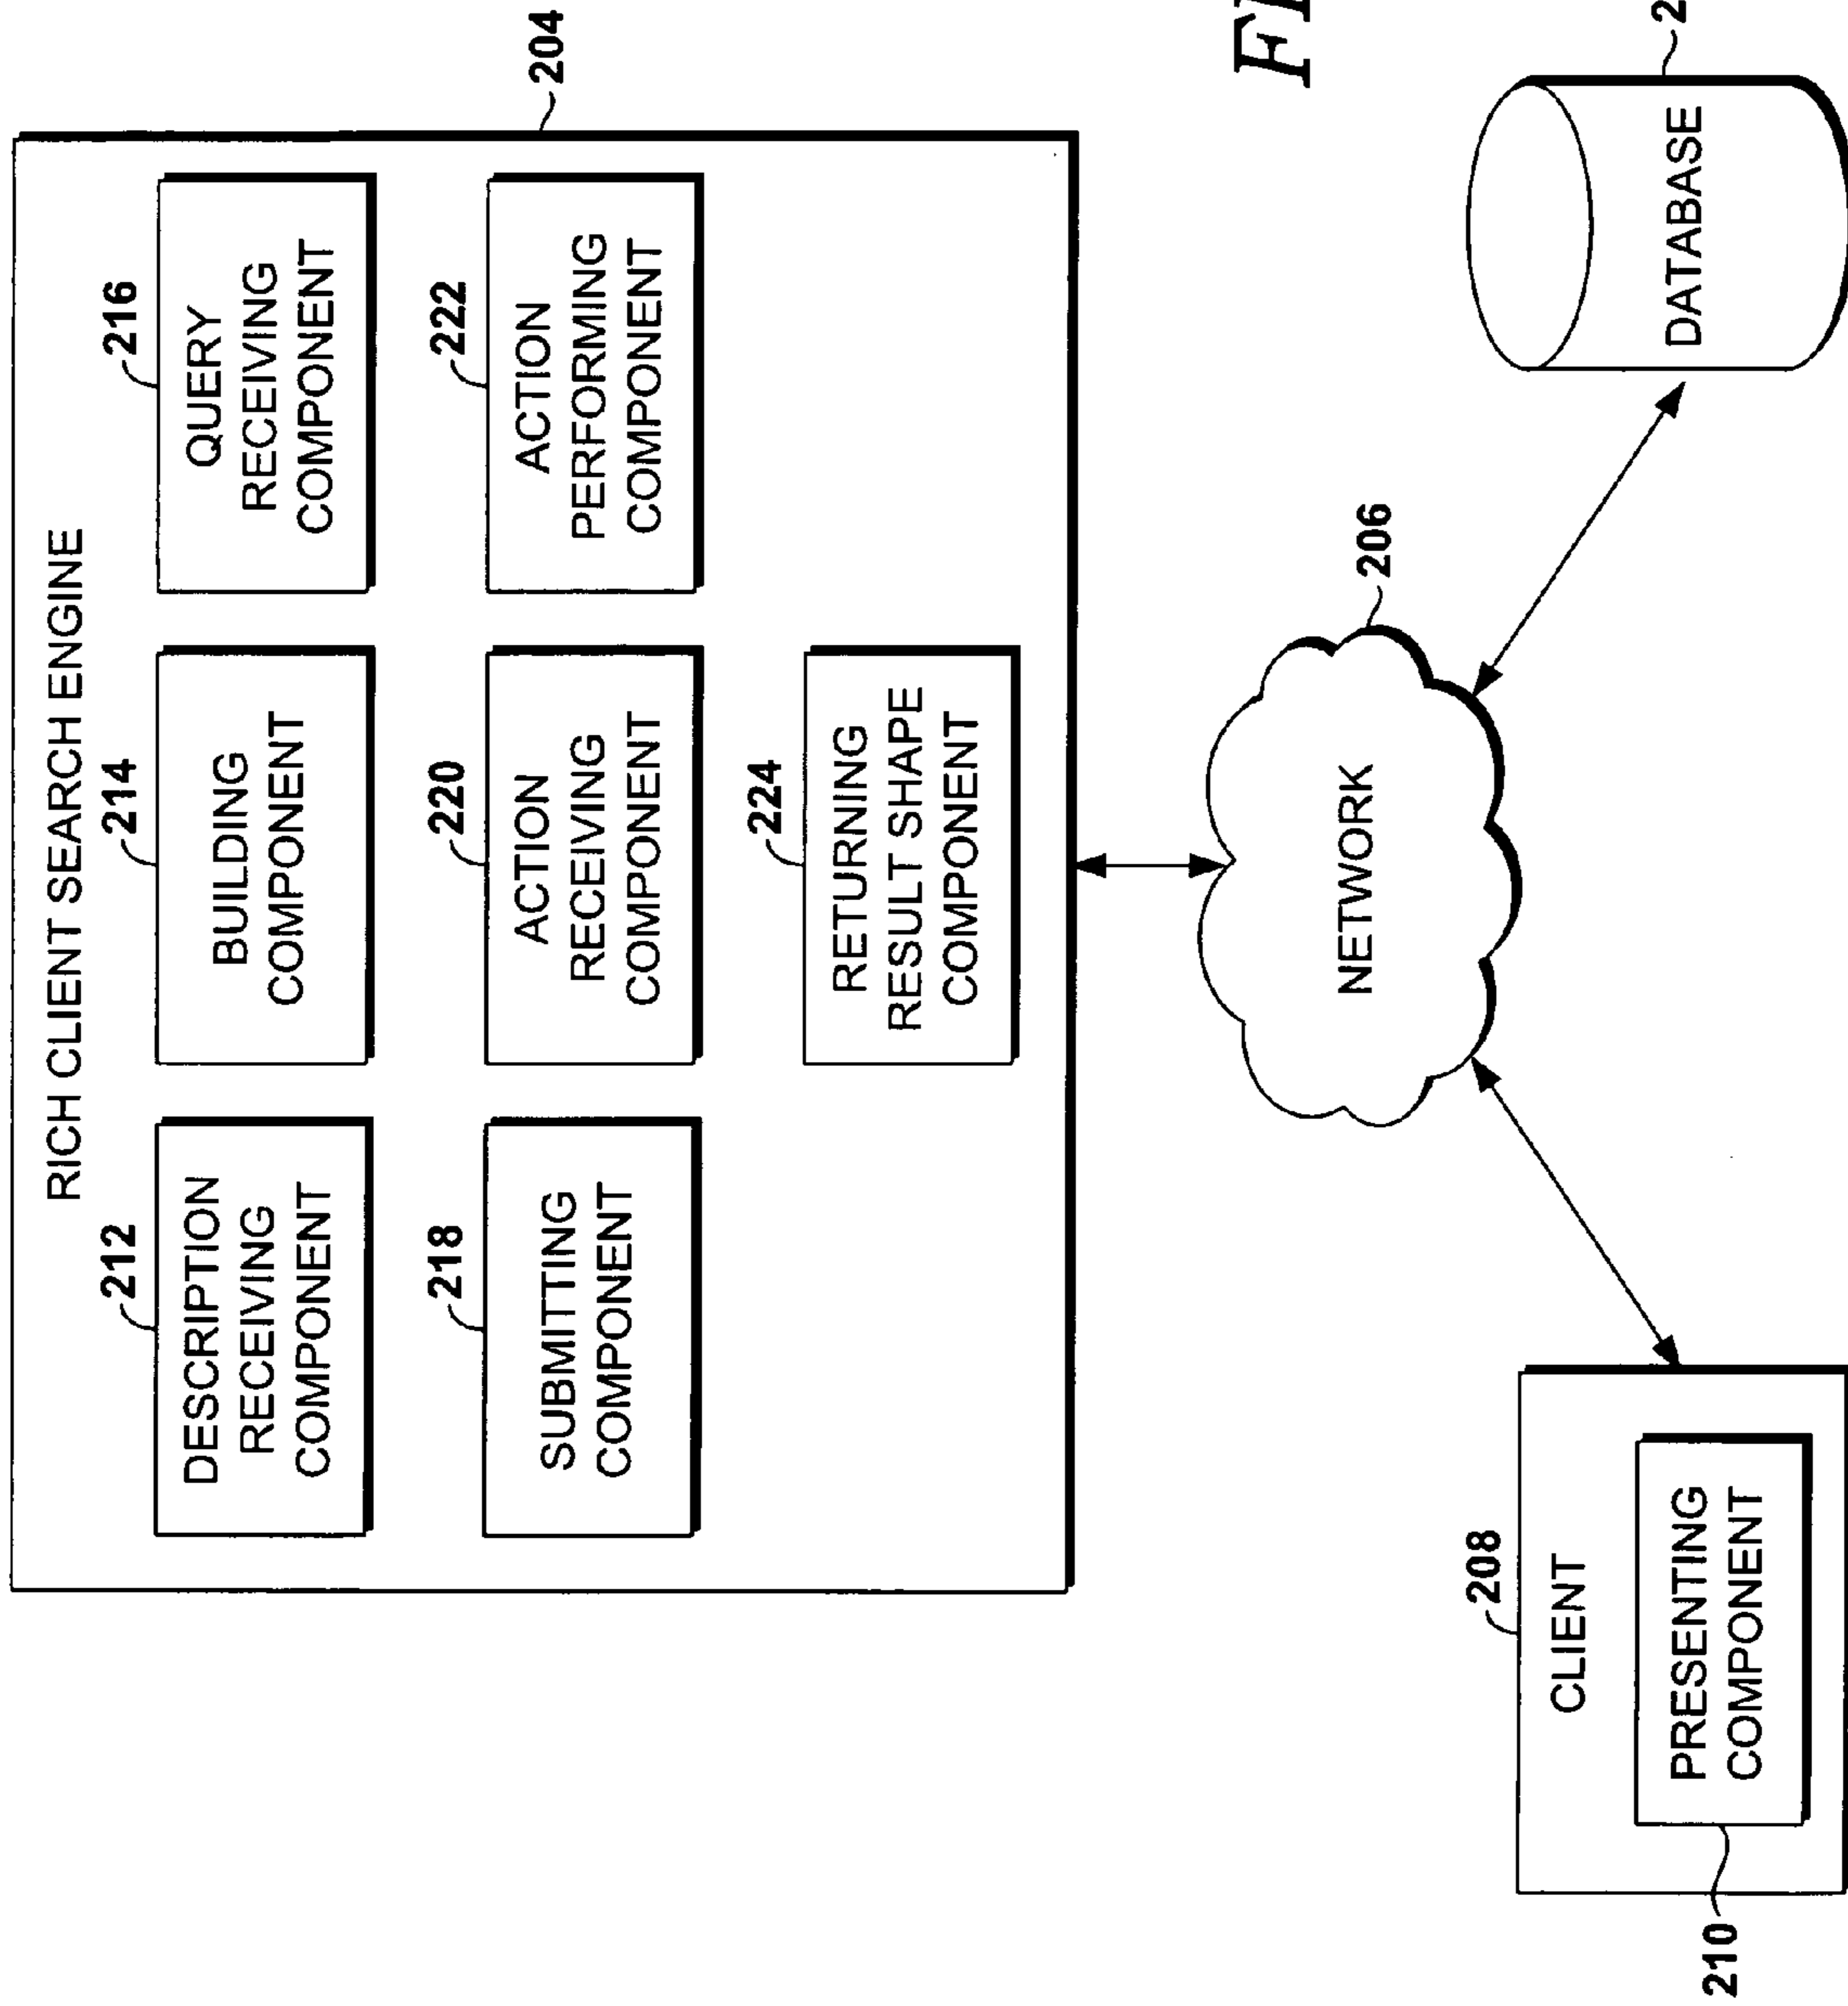 RICH CLIENT SEARCH ENGINE
204
212
DESCRIPTION
RECEIVING
COMPONENT
214
BUILDING
COMPONENT
216
QUERY
RECEIVING
COMPONENT
218
SUBMITTING
COMPONENT
220
ACTION
RECEIVING
COMPONENT
222
ACTION
PERFORMING
COMPONENT
224
RETURNING
RESULT SHAPE
COMPONENT
206
NETWORK
208
CLIENT
PRESENTING
COMPONENT
210
DATABASE